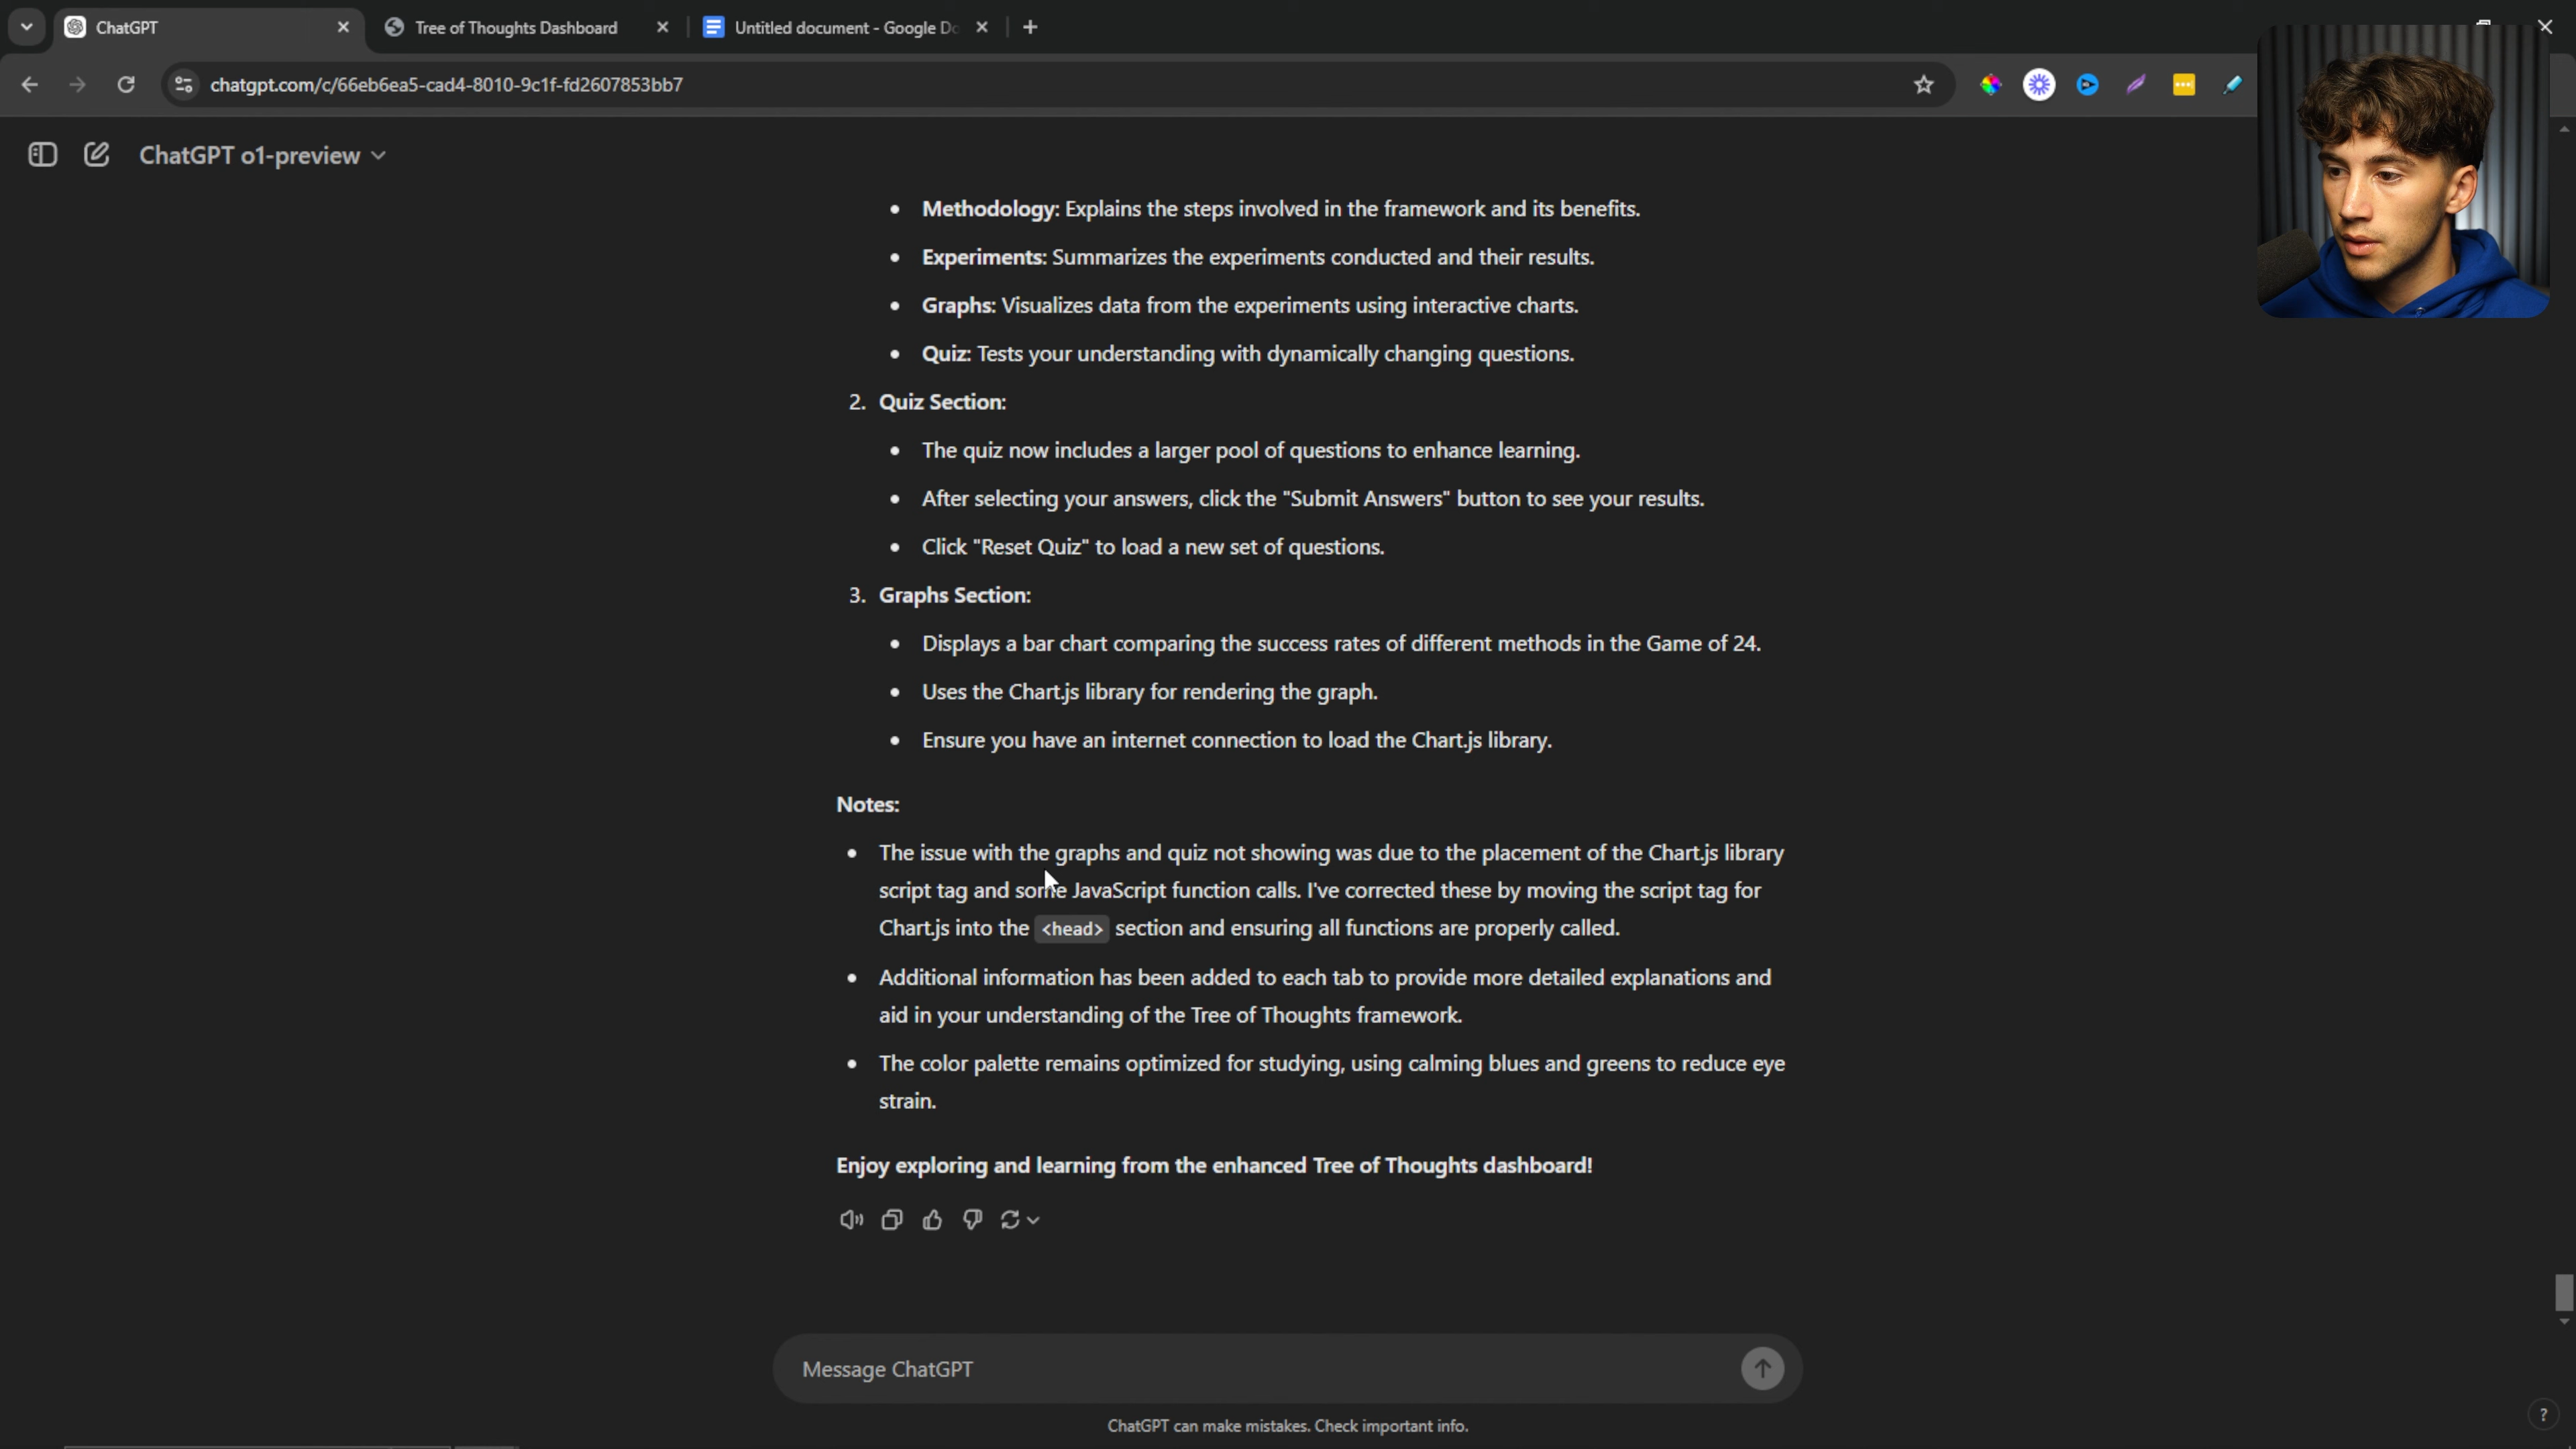 ChatGPT
Tree of Thoughts Dashboard
Untitled document - Google Do
chatgpt.com/c/66eb6ea5-cad4-8010-9c1f-fd2607853bb7
ChatGPT o1-preview
• Methodology: Explains the steps involved in the framework and its benefits.
• Experiments: Summarizes the experiments conducted and their results.
• Graphs: Visualizes data from the experiments using interactive charts.
• Quiz: Tests your understanding with dynamically changing questions.
2. Quiz Section:
• The quiz now includes a larger pool of questions to enhance learning.
• After selecting your answers, click the "Submit Answers" button to see your results.
• Click "Reset Quiz" to load a new set of questions.
3. Graphs Section:
• Displays a bar chart comparing the success rates of different methods in the Game of 24.
• Uses the Chart.js library for rendering the graph.
• Ensure you have an internet connection to load the Chart.js library.
Notes:
• The issue with the graphs and quiz not showing was due to the placement of the Chart.js library
script tag and some JavaScript function calls. I've corrected these by moving the script tag for
Chart.js into the <head> section and ensuring all functions are properly called.
• Additional information has been added to each tab to provide more detailed explanations and
aid in your understanding of the Tree of Thoughts framework.
• The color palette remains optimized for studying, using calming blues and greens to reduce eye
strain.
Enjoy exploring and learning from the enhanced Tree of Thoughts dashboard!
Message ChatGPT
ChatGPT can make mistakes. Check important info.
?